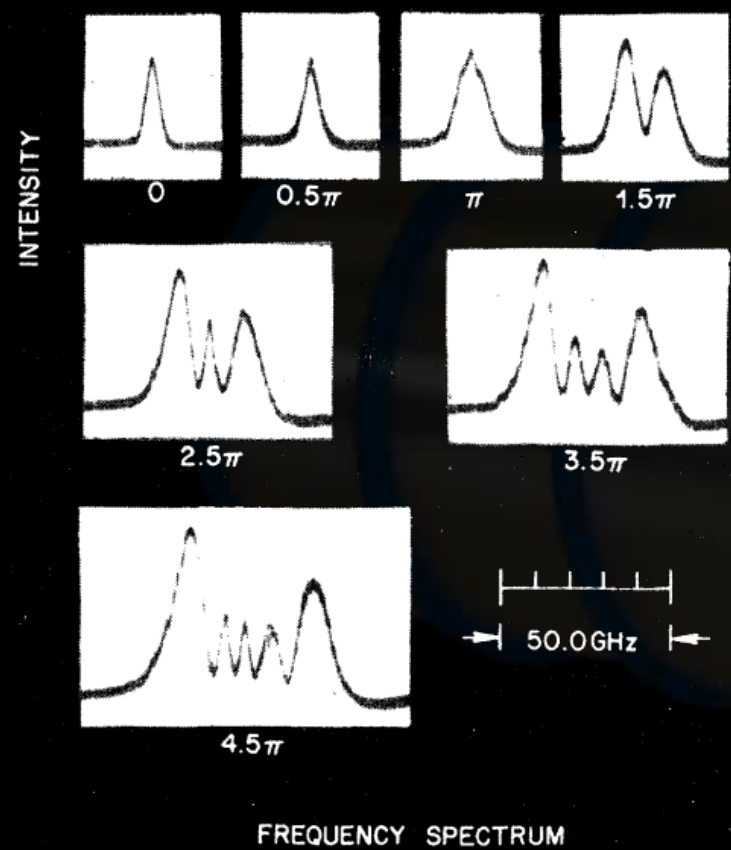 INTENSITY
0
0.5π
π
1.5π
2.5π
3.5π
4.5π
50.0GHz
FREQUENCY SPECTRUM